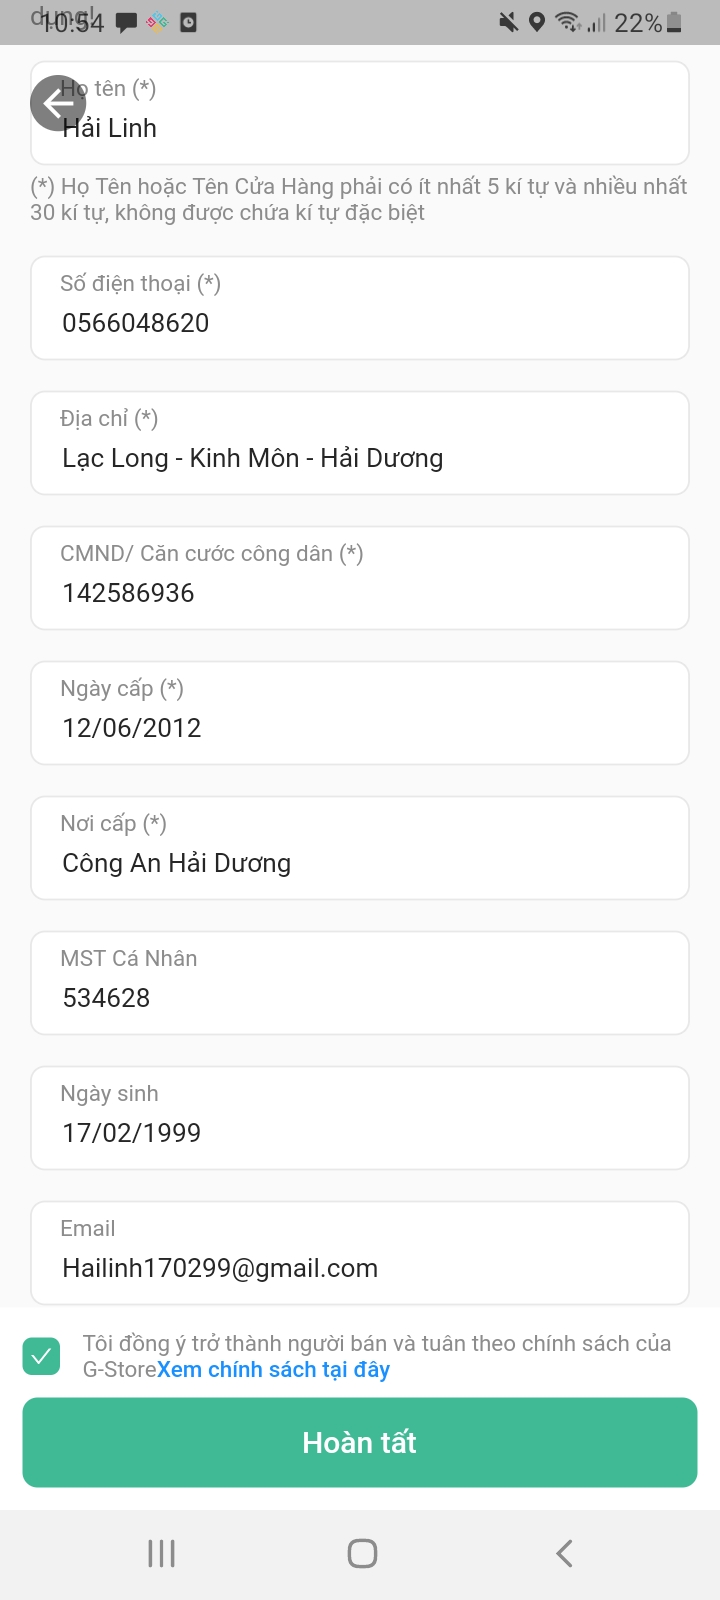 dụng!
10:54
22%
Họ tên (*)
Hải Linh
(*) Họ Tên hoặc Tên Cửa Hàng phải có ít nhất 5 kí tự và nhiều nhất
30 kí tự, không được chứa kí tự đặc biệt
Số điện thoại (*)
0566048620
Địa chỉ (*)
Lạc Long - Kinh Môn - Hải Dương
CMND/ Căn cước công dân (*)
142586936
Ngày cấp (*)
12/06/2012
Nơi cấp (*)
Công An Hải Dương
MST Cá Nhân
534628
Ngày sinh
17/02/1999
Email
Hailinh170299@gmail.com
Tôi đồng ý trở thành người bán và tuân theo chính sách của
G-StoreXem chính sách tại đây
Hoàn tất